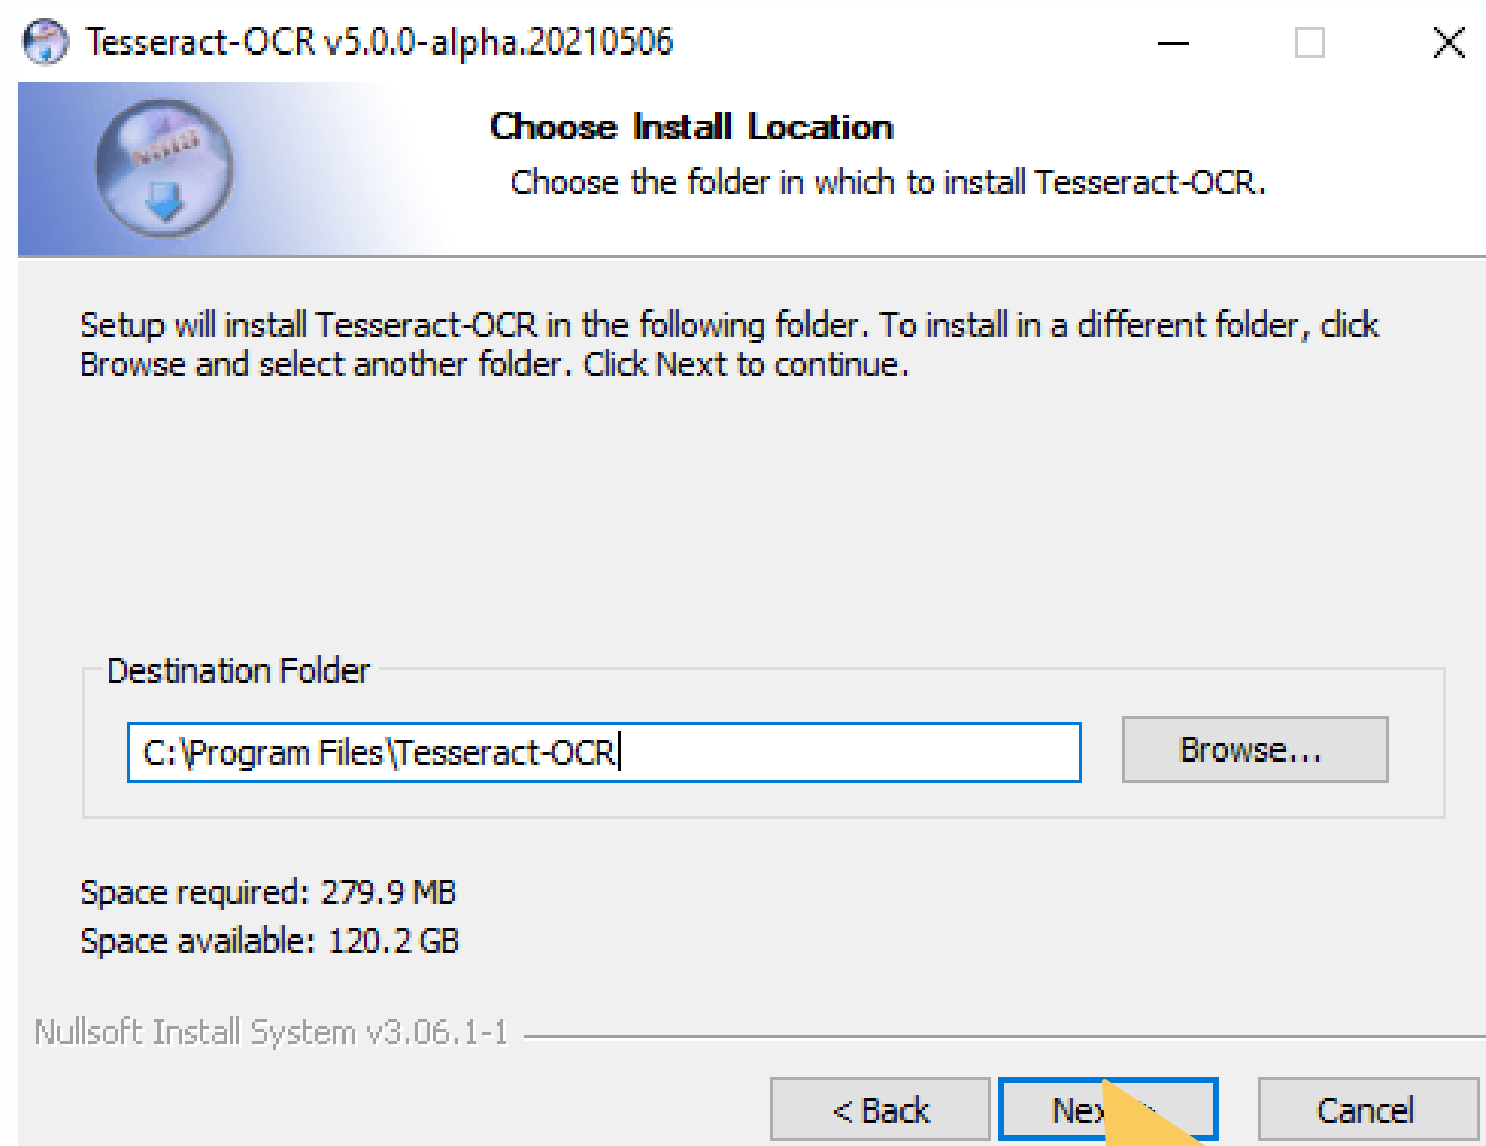 Tesseract-OCR v5.0.0-alpha.20210506
Choose Install Location
Choose the folder in which to install Tesseract-OCR.
Setup will install Tesseract-OCR in the following folder. To install in a different folder, click
Browse and select another folder. Click Next to continue.
Destination Folder
C:\Program Files\Tesseract-OCR
Browse...
Space required: 279.9 MB
Space available: 120.2 GB
Nullsoft Install System v3.06.1-1
< Back
Cancel